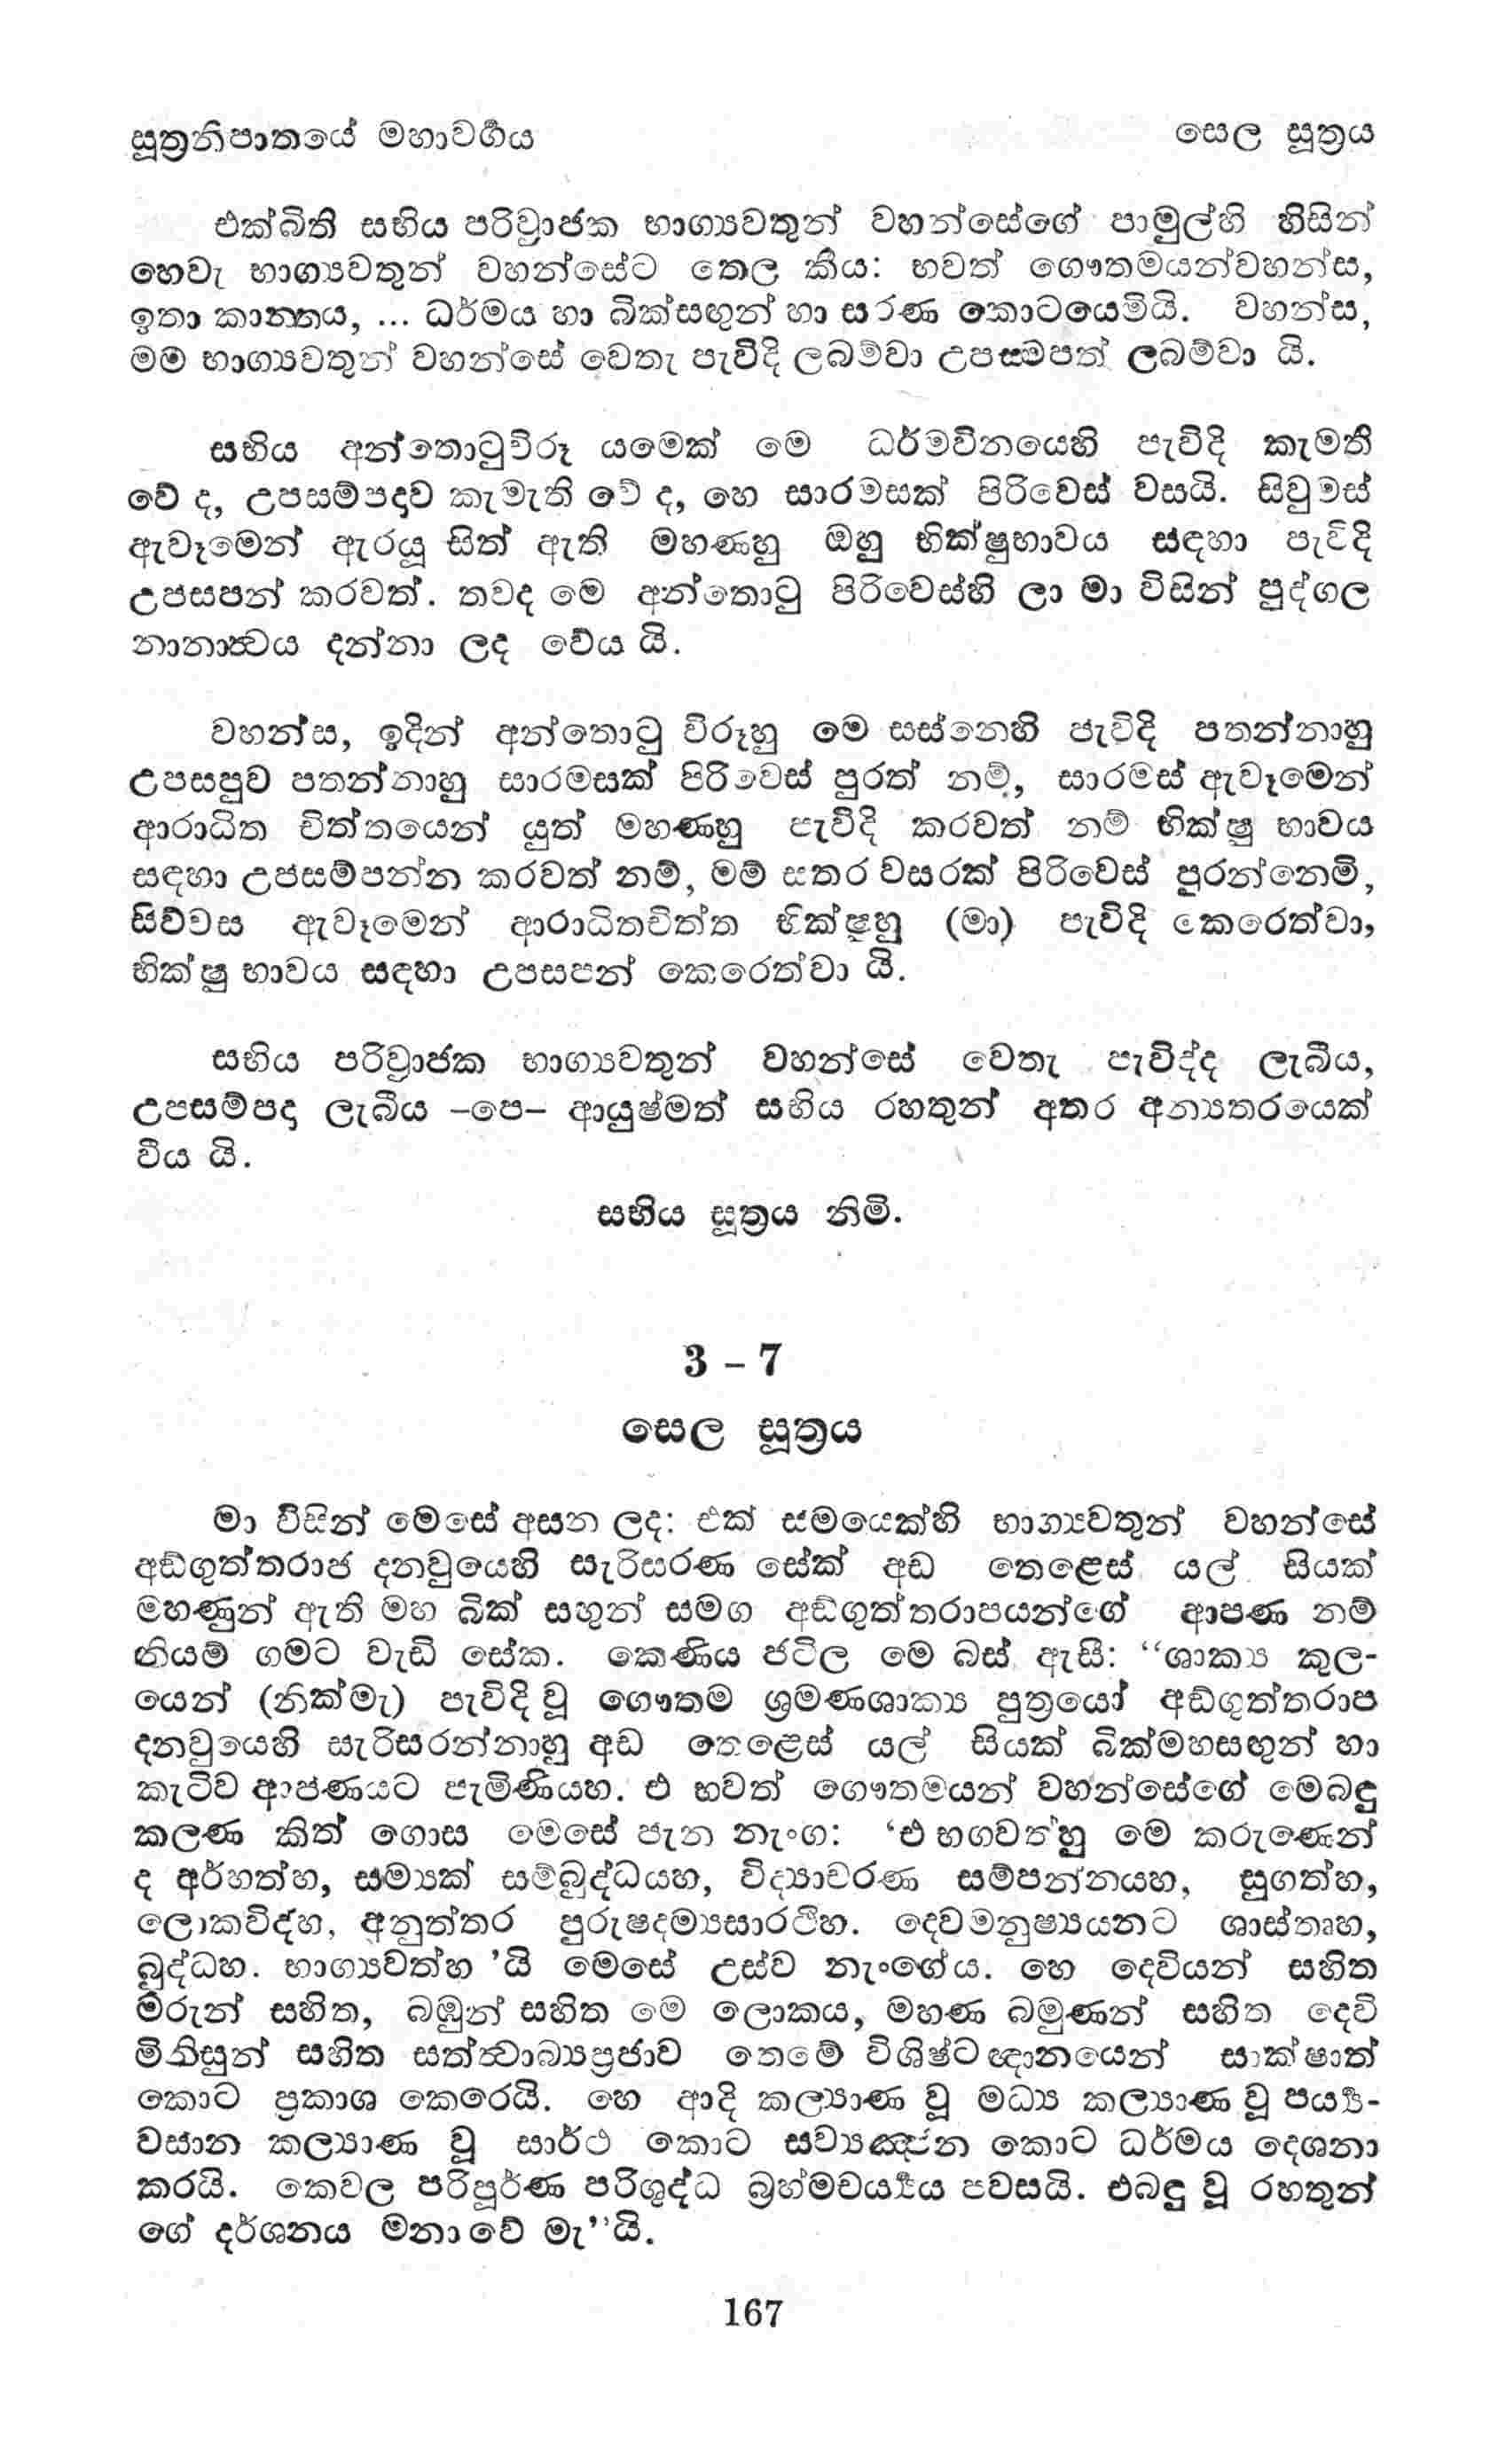 සූත්‍රනිපාතයේ මහාවර්‍ගය සෙල සූත්‍රය
එක්බිති සභිය පරිව්‍රාජක භාග්‍යවතුන් වහන්සේගේ පාමුල්හි හිසින්
හෙවැ භාග්‍යවතුන් වහන්සේට තෙල කීය: භවත් ගෞතමයන්වහන්ස,
ඉතා කාන්තය, ... ධර්මය හා බික්සඟුන් හා සරණ කොටයෙමියි. වහන්ස,
මම භාග්‍යවතුන් වහන්සේ වෙතැ පැවිදි ලබම්වා උපසම්පත් ලබම්වා යි.
සභිය අන්තොටුවිරූ යමෙක් මෙ ධර්මවිනයෙහි පැවිදි කැමති
වේ ද, උපසම්පදාව කැමැති වේ ද, හෙ සාරමසක් පිරිවෙස් වසයි. සිවුමස්
ඇවෑමෙන් ඇරයූ සිත් ඇති මහණහු ඔහු භික්ෂුභාවය සඳහා පැවිදි
උපසපන් කරවත්. තවද මෙ අන්තොටු පිරිවෙස්හි ලා මා විසින් පුද්ගල
නානාත්‍වය දන්නා ලද වේය යි.
වහන්ස, ඉදින් අන්තොටු විරූහු මෙ සස්නෙහි පැවිදි පතන්නාහු
උපසපුව පතන්නාහු සාරමසක් පිරිවෙස් පුරත් නම්, සාරමස් ඇවෑමෙන්
ආරාධිත චිත්තයෙන් යුත් මහණහු පැවිදි කරවත් නම් භික්ෂු භාවය
සඳහා උපසම්පන්න කරවත් නම්, මම් සතර වසරක් පිරිවෙස් පුරන්නෙමි,
සිව්වස ඇවෑමෙන් ආරාධිතචිත්ත භික්ෂූහු (මා) පැවිදි කෙරෙත්වා,
භික්ෂු භාවය සඳහා උපසපන් කෙරෙත්වා යි.
සභිය පරිව්‍රාජක භාග්‍යවතුන් වහන්සේ වෙතැ පැවිද්ද ලැබීය,
උපසම්පදා ලැබීය –පෙ– ආයුෂ්මත් සභිය රහතුන් අතර අන්‍යතරයෙක්
විය යි.
සභිය සූත්‍රය නිමි.
3 – 7
සෙල සූත්‍රය
මා විසින් මෙසේ අසන ලද: එක් සමයෙක්හි භාග්‍යවතුන් වහන්සේ
අඞ්ගුත්තරාජ දනවුයෙහි සැරිසරණ සේක් අඩ තෙළෙස් යල් සියක්
මහණුන් ඇති මහ බික් සඟුන් සමග අඞ්ගුත්තරාපයන්ගේ ආපණ නම්
නියම් ගමට වැඩි සේක. කෙණිය ජටිල මෙ බස් ඇසී: “ශාක්‍ය කුල-
යෙන් (නික්මැ) පැවිදි වූ ගෞතම ශ්‍රමණශාක්‍ය පුත්‍රයෝ අඞ්ගුත්තරාප
දනවුයෙහි සැරිසරන්නාහු අඩ තෙළෙස් යල් සියක් බික්මහසඟුන් හා
කැටිව ආපණයට පැමිණියහ. එ භවත් ගෞතමයන් වහන්සේගේ මෙබඳු
කලණ කිත් ගොස මෙසේ පැන නැංග: ‘එ භගවත්හු මෙ කරුණෙන්
ද අර්හත්හ, සම්‍යක් සම්බුද්ධයහ, විද්‍යාචරණ සම්පන්නයහ, සුගත්හ,
ලොකවිද්හ, අනුත්තර පුරුෂදම්‍යසාරථිහ. දෙවමනුෂ්‍යයනට ශාස්තෘහ,
බුද්ධහ. භාග්‍යවත්හ ’යි මෙසේ උස්ව නැංගේය. හෙ දෙවියන් සහිත
මරුන් සහිත, බඹුන් සහිත මෙ ලොකය, මහණ බමුණන් සහිත දෙවි
මිනිසුන් සහිත සත්ත්‍වාඛ්‍යප්‍රජාව තෙමේ විශිෂ්ටඥානයෙන් සාක්ෂාත්
කොට ප්‍රකාශ කෙරෙයි. හෙ ආදි කල්‍යාණ වූ මධ්‍ය කල්‍යාණ වූ පර්‍ය්‍ය-
වසාන කල්‍යාණ වූ සාර්ථ කොට සව්‍යඤ්ජන කොට ධර්මය දෙශනා
කරයි. කෙවල පරිපූර්ණ පරිශුද්ධ බ්‍රහ්මචර්‍ය්‍යය පවසයි. එබඳු වූ රහතුන්
ගේ දර්ශනය මනා වේ මැ”යි.
167